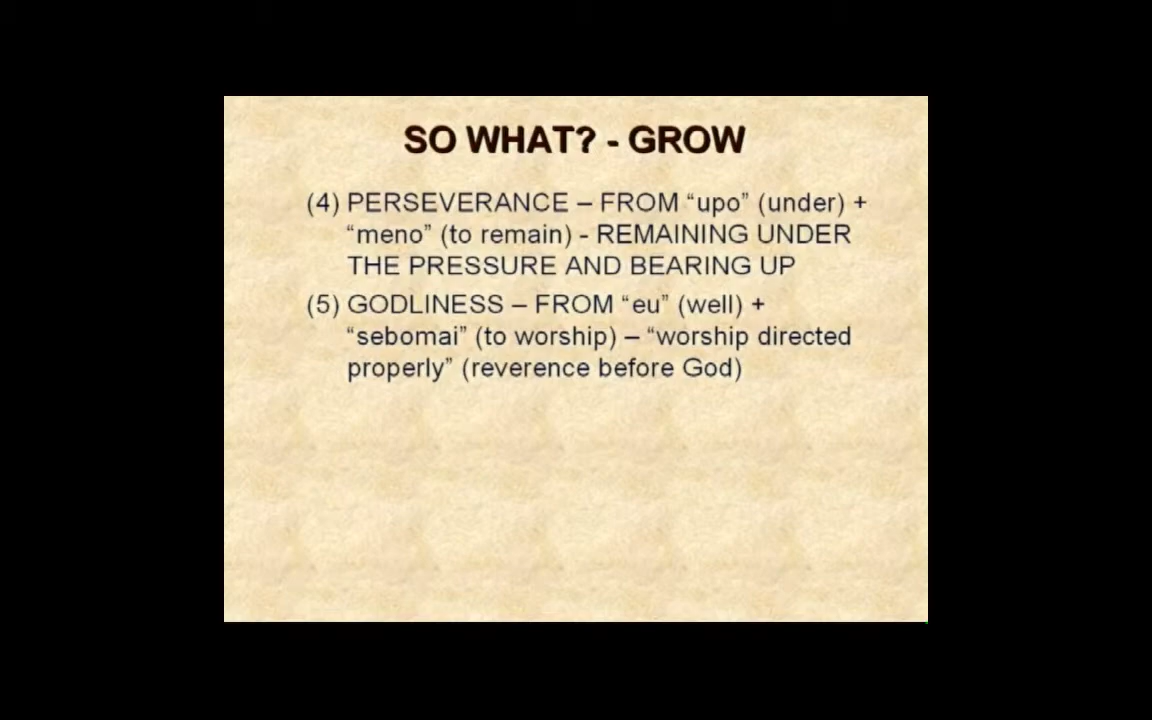 SO WHAT? - GROW
(4) PERSEVERANCE – FROM “upo” (under) +
“meno” (to remain) - REMAINING UNDER
THE PRESSURE AND BEARING UP
(5) GODLINESS – FROM “eu” (well) +
“sebomai” (to worship) – “worship directed
properly” (reverence before God)